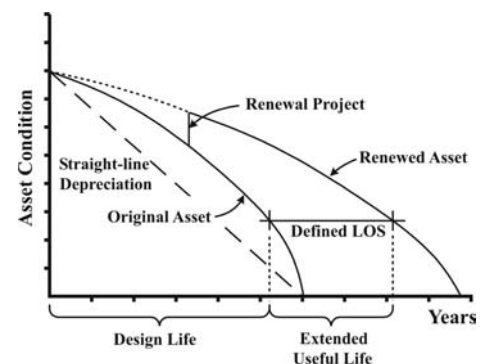 Asset Condition
Renewal Project
Straight-line
Depreciation
Renewed Asset
Original Asset
Defined LOS
Years
Design Life
Extended
Useful Life